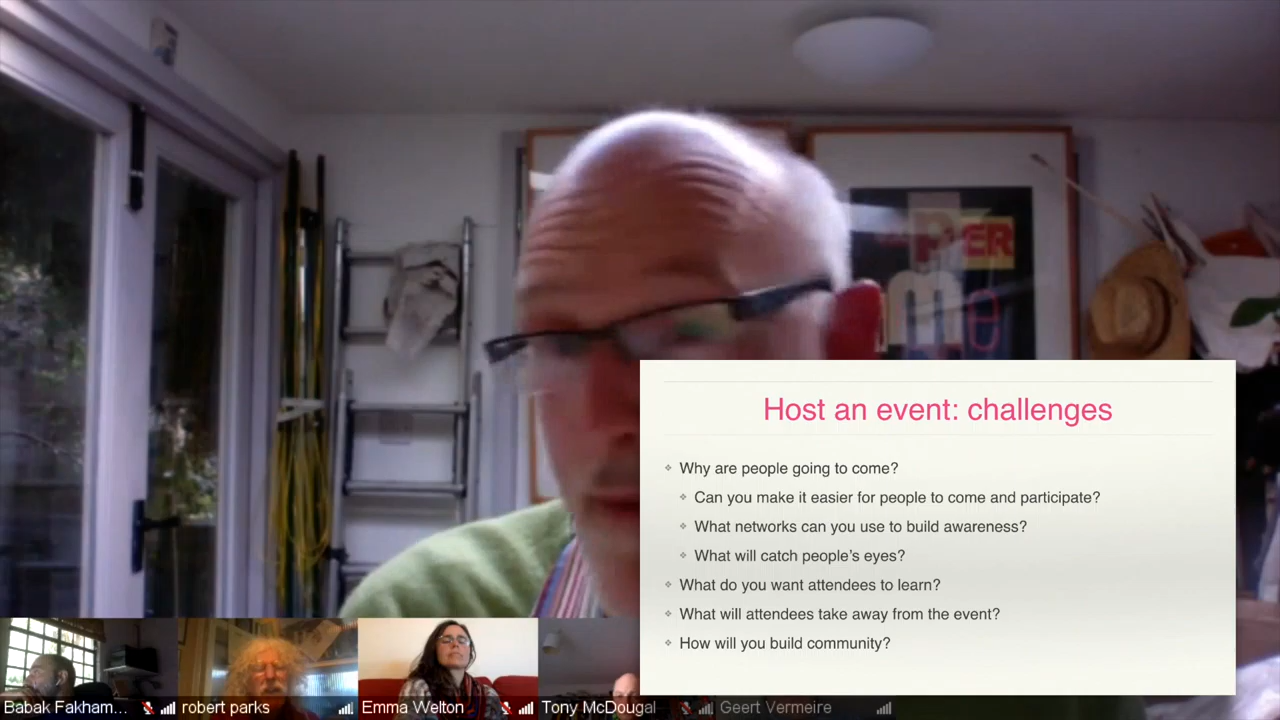 PIER
me
Host an event: challenges
Why are people going to come?
Can you make it easier for people to come and participate?
What networks can you use to build awareness?
What will catch people's eyes?
What do you want attendees to learn?
What will attendees take away from the event?
How will you build community?
Babak Fakham... robert parks Emma Welton Tony McDougal Geert Vermeire